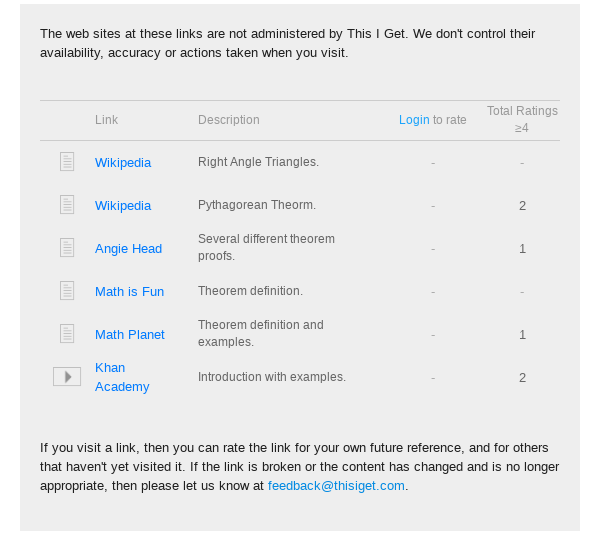 The web sites at these links are not administered by This I Get. We don't control their
availability, accuracy or actions taken when you visit.
Link Description Login to rate Total Ratings
≥4
Wikipedia Right Angle Triangles. - -
Wikipedia Pythagorean Theorm. - 2
Angie Head Several different theorem
proofs. - 1
Math is Fun Theorem definition. - -
Math Planet Theorem definition and
examples. - 1
Khan
Academy Introduction with examples. - 2
If you visit a link, then you can rate the link for your own future reference, and for others
that haven't yet visited it. If the link is broken or the content has changed and is no longer
appropriate, then please let us know at feedback@thisiget.com.